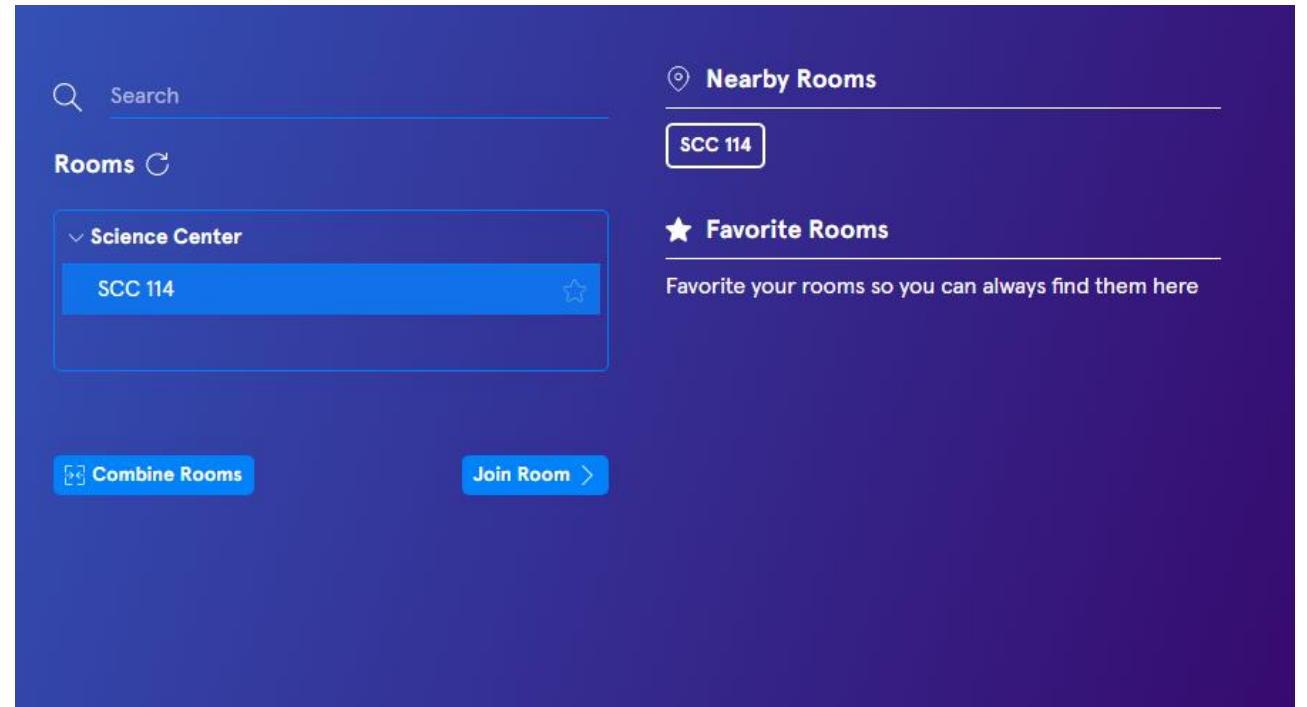 Search
Rooms
Science Center
SCC 114
Combine Rooms
Join Room
Nearby Rooms
SCC 114
Favorite Rooms
Favorite your rooms so you can always find them here